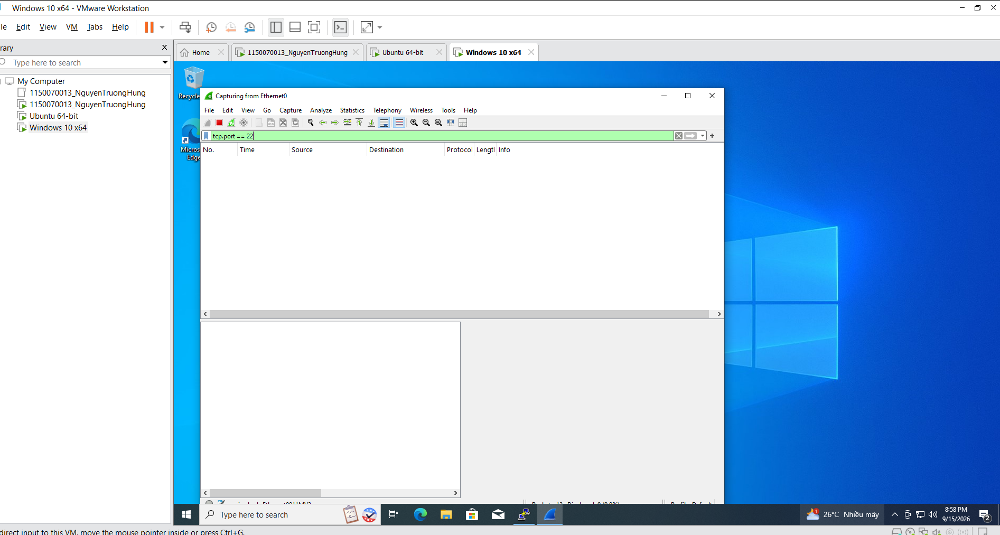 Windows 10 x64 - VMware Workstation
le Edit View VM Tabs Help
rary
Type here to search
My Computer
1150070013_NguyenTruongHung
1150070013_NguyenTruongHung
Ubuntu 64-bit
Windows 10 x64
Home
1150070013_NguyenTruongHung
Ubuntu 64-bit
Windows 10 x64
Recycle
Micros
Edge
Capturing from Ethernet0
File Edit View Go Capture Analyze Statistics Telephony Wireless Tools Help
tcp.port == 22
No. Time Source Destination Protocol Lengtl Info
Type here to search
26°C Nhiều mây
8:58 PM
9/15/2026
2
direct input to this VM, move the mouse pointer inside or press Ctrl+G.